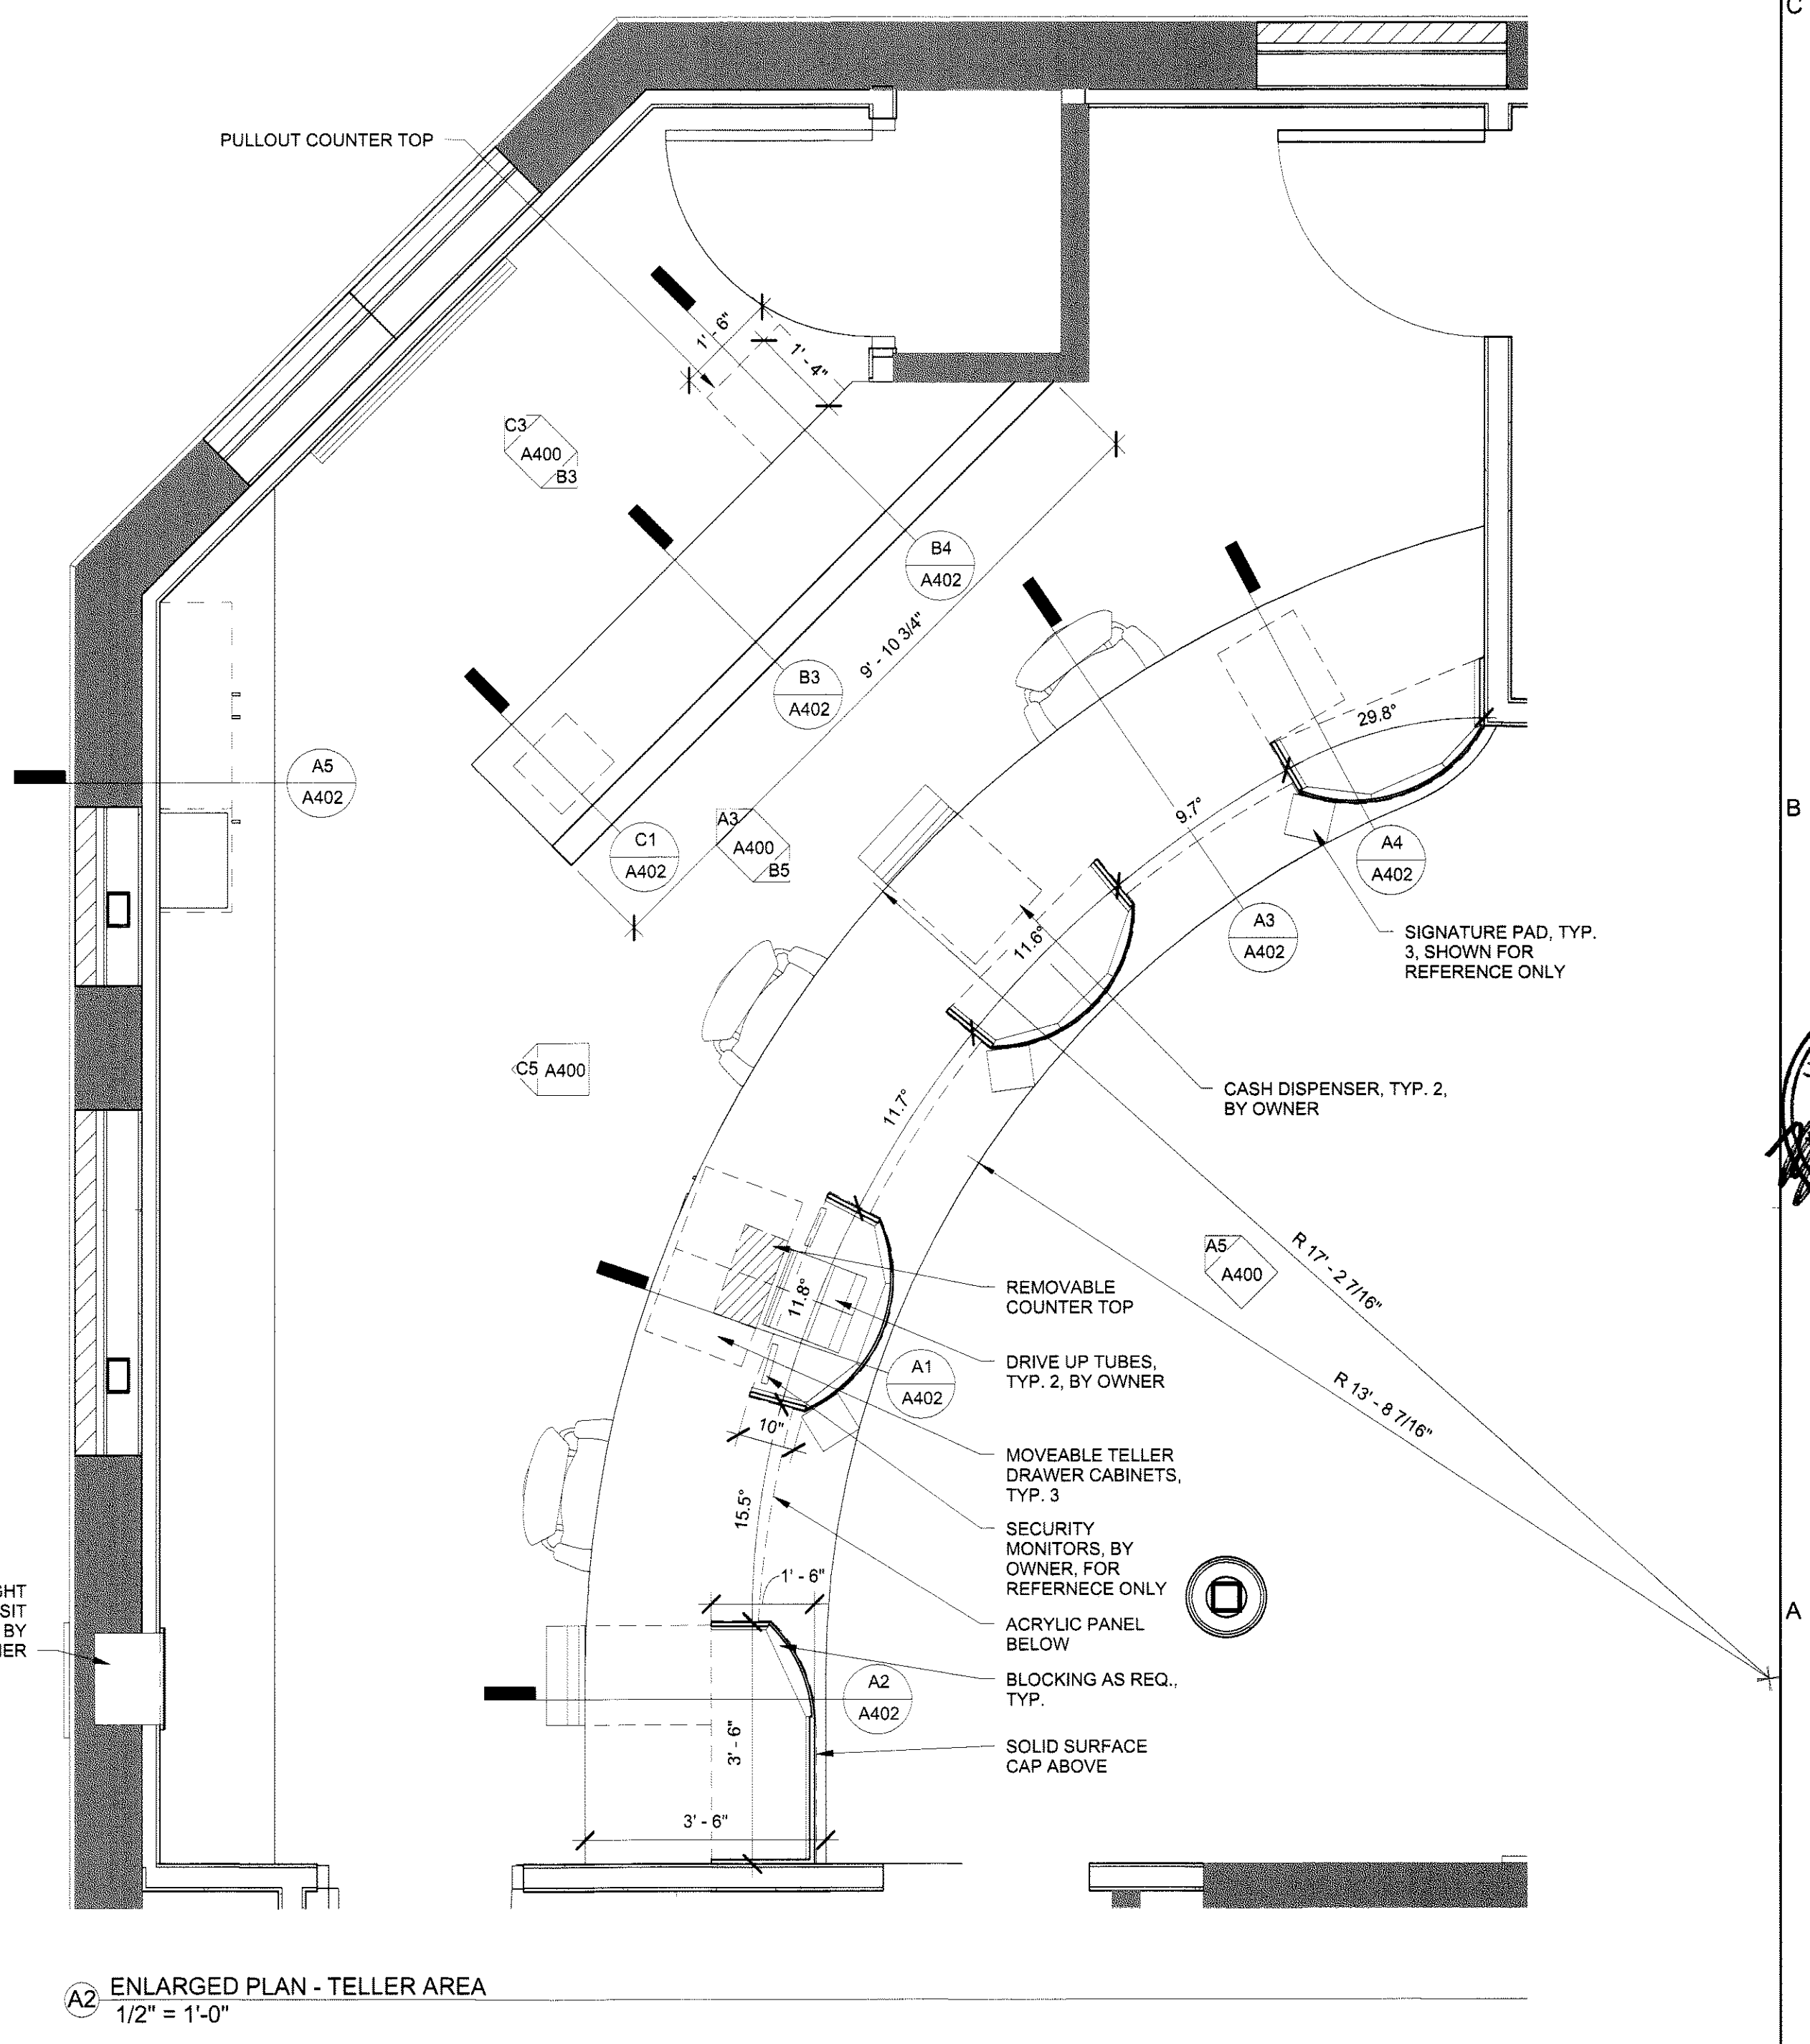 C
PULLOUT COUNTER TOP
1' - 6"
1' - 4"
C3
A400
B3
B4
A402
9' - 10 3/4"
B3
A402
29.8°
A5
A402
9.7°
B
C1
A402
A3
A400
B5
A4
A402
A3
A402
11.6°
SIGNATURE PAD, TYP.
3, SHOWN FOR
REFERENCE ONLY
C5 A400
CASH DISPENSER, TYP. 2,
BY OWNER
11.7°
A5
A400
R 17' - 2 7/16"
REMOVABLE
COUNTER TOP
11.8°
DRIVE UP TUBES,
TYP. 2, BY OWNER
A1
A402
R 13' - 8 7/16"
10"
MOVEABLE TELLER
DRAWER CABINETS,
TYP. 3
15.5°
SECURITY
MONITORS, BY
OWNER, FOR
REFERNECE ONLY
1' - 6"
GHT
SIT
BY
NER
ACRYLIC PANEL
BELOW
A
BLOCKING AS REQ.,
TYP.
A2
A402
3' - 6"
SOLID SURFACE
CAP ABOVE
3' - 6"
A2 ENLARGED PLAN - TELLER AREA
1/2" = 1'-0"